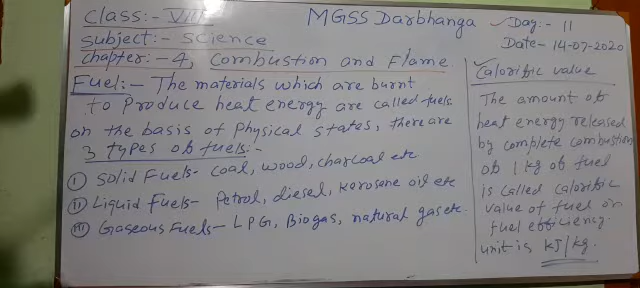 Class:- VIII
MGSS Darbhanga
Day:- 11
Subject:- Science
Date- 14-07-2020
Chapter:- 4, Combustion and Flame
Fuel:- The materials which are burnt
to produce heat energy are called fuels
on the basis of Physical states, there are
3 types of fuels:-
(I) Solid Fuels- coal, wood, charcoal etc
(II) Liquid Fuels- Petrol, diesel, kerosene oil etc
(III) Gaseous Fuels- LPG, Biogas, natural gas etc.
Calorific value
The amount of
heat energy released
by complete combustion
of 1 kg of fuel
is called calorific
value of fuel or
fuel efficiency.
unit is KJ/kg.